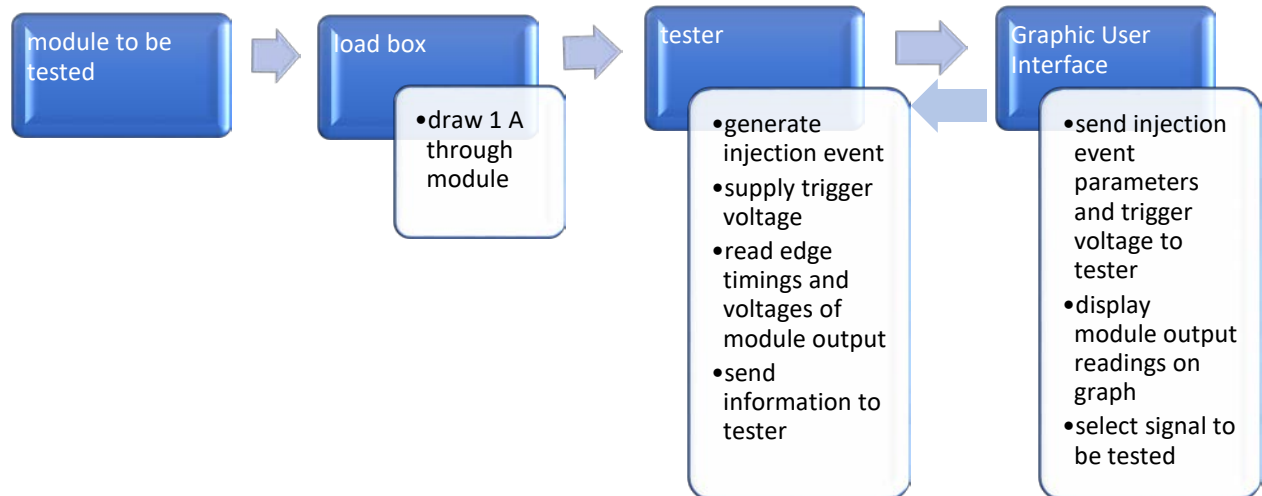 module to be
tested
load box
•draw 1 A
through
module
tester
•generate
injection event
•supply trigger
voltage
•read edge
timings and
voltages of
module output
•send
information to
tester
Graphic User
Interface
•send injection
event
parameters
and trigger
voltage to
tester
•display
module output
readings on
graph
•select signal to
be tested